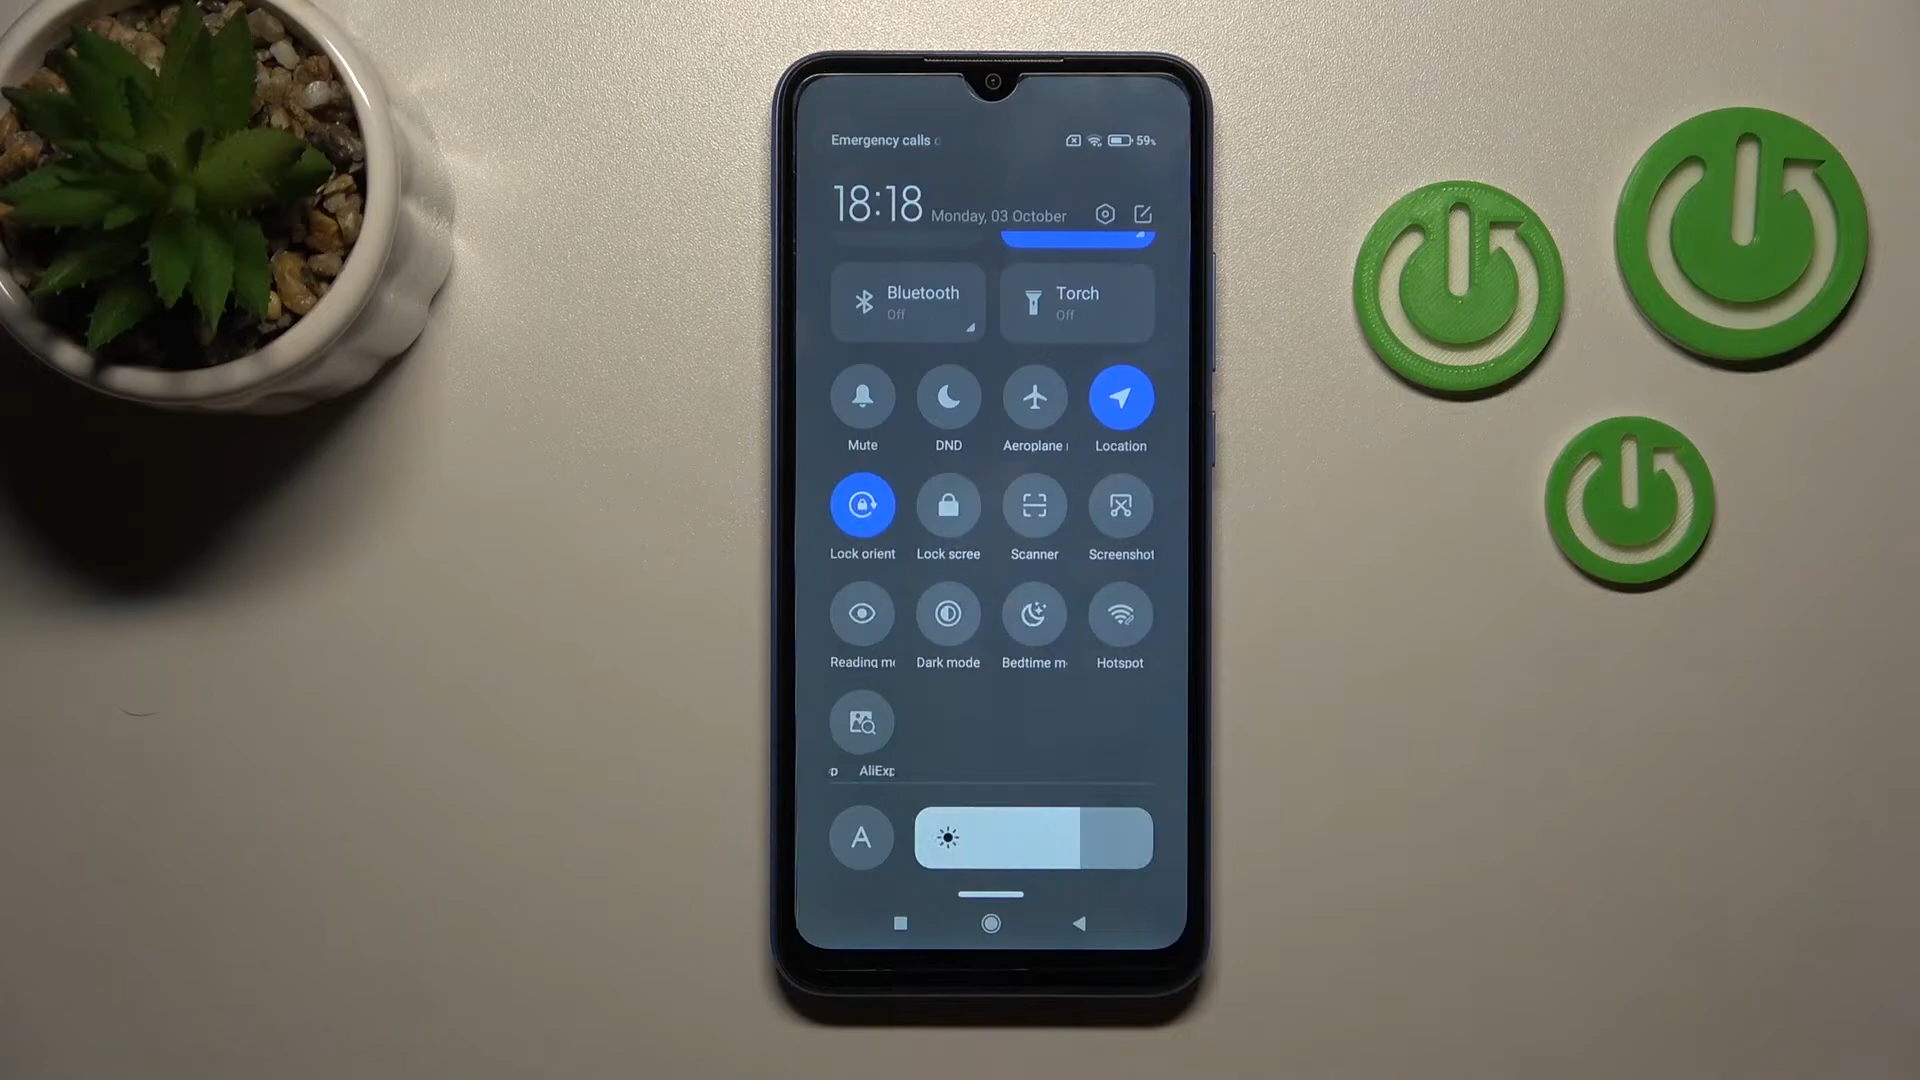 Emergency calls
59%
18:18 Monday, 03 October
Bluetooth
Off
Torch
Off
Mute DND Aeroplane Location
Lock orient Lock scree Scanner Screenshot
Reading m Dark mode Bedtime m Hotspot
p AliExp
A